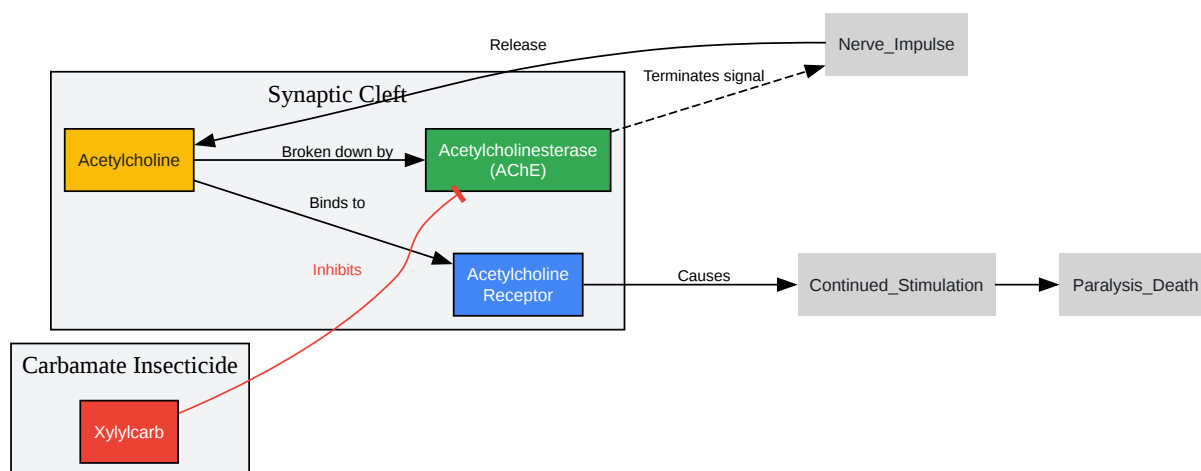 Nerve_Impulse
Release
Terminates signal
Synaptic Cleft
Acetylcholine
Broken down by
Acetylcholinesterase
(AChE)
Binds to
Inhibits
Acetylcholine
Receptor
Causes
Continued_Stimulation
Paralysis_Death
Carbamate Insecticide
Xylylcarb